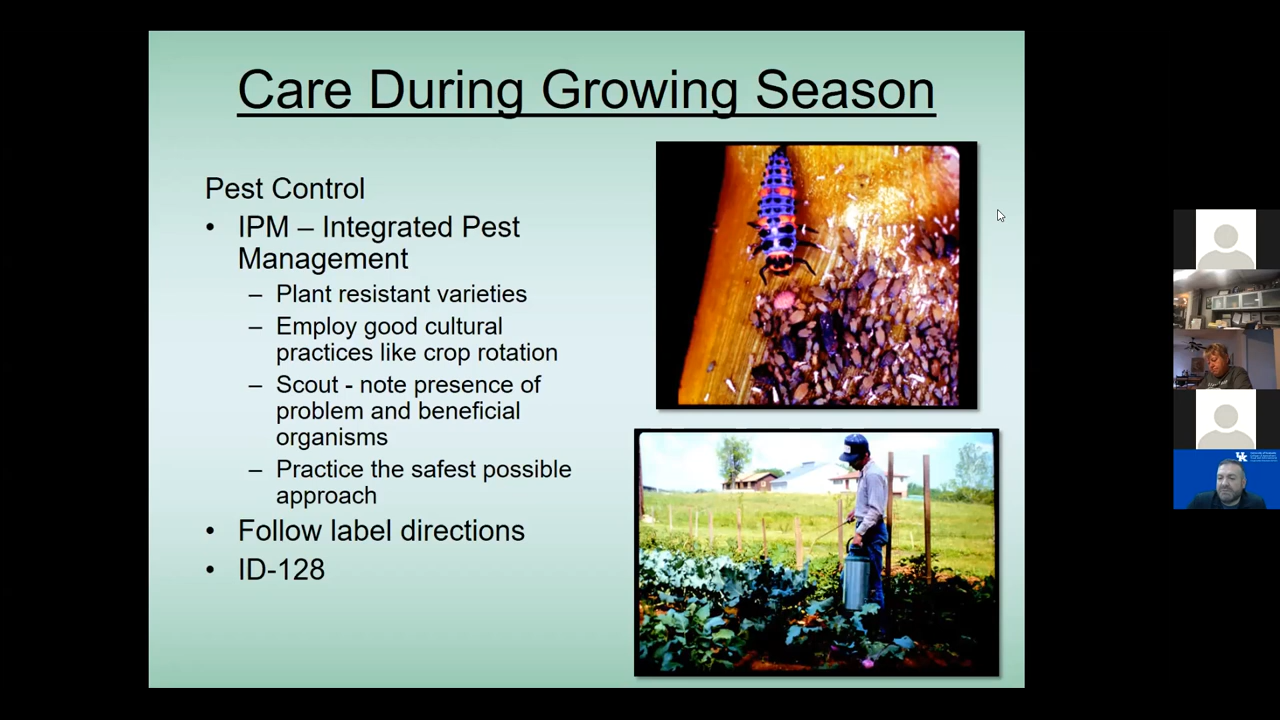 Care During Growing Season
Pest Control
• IPM – Integrated Pest
Management
– Plant resistant varieties
– Employ good cultural
practices like crop rotation
– Scout - note presence of
problem and beneficial
organisms
– Practice the safest possible
approach
• Follow label directions
• ID-128
UK